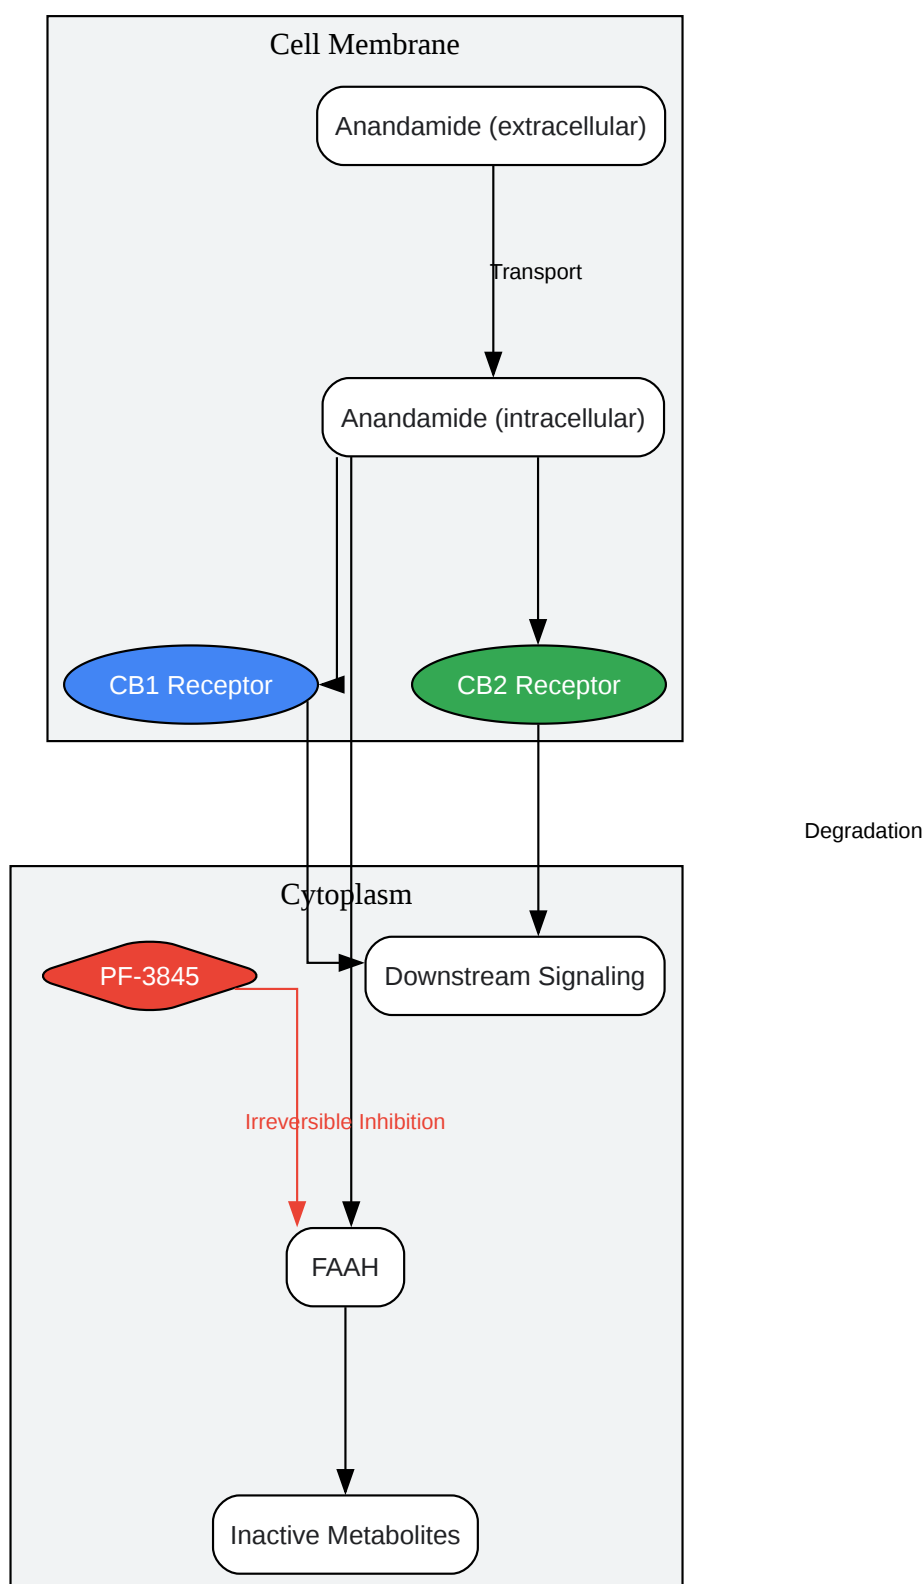 Cell Membrane
Anandamide (extracellular)
Transport
Anandamide (intracellular)
CB1 Receptor
CB2 Receptor
Degradation
Cytoplasm
PF-3845
Downstream Signaling
Irreversible Inhibition
FAAH
Inactive Metabolites